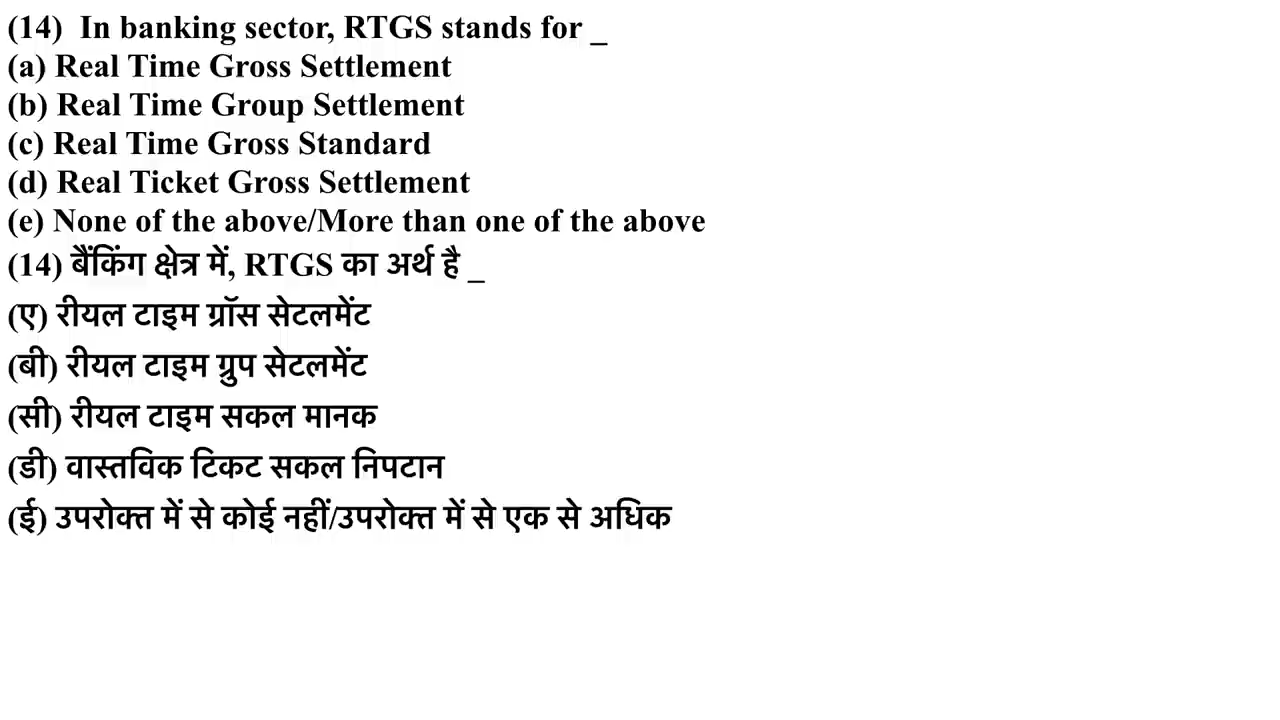 (14)  In banking sector, RTGS stands for _
(a) Real Time Gross Settlement
(b) Real Time Group Settlement
(c) Real Time Gross Standard
(d) Real Ticket Gross Settlement
(e) None of the above/More than one of the above
(14) बैंकिंग क्षेत्र में, RTGS का अर्थ है _
(ए) रीयल टाइम ग्रॉस सेटलमेंट
(बी) रीयल टाइम ग्रुप सेटलमेंट
(सी) रीयल टाइम सकल मानक
(डी) वास्तविक टिकट सकल निपटान
(ई) उपरोक्त में से कोई नहीं/उपरोक्त में से एक से अधिक